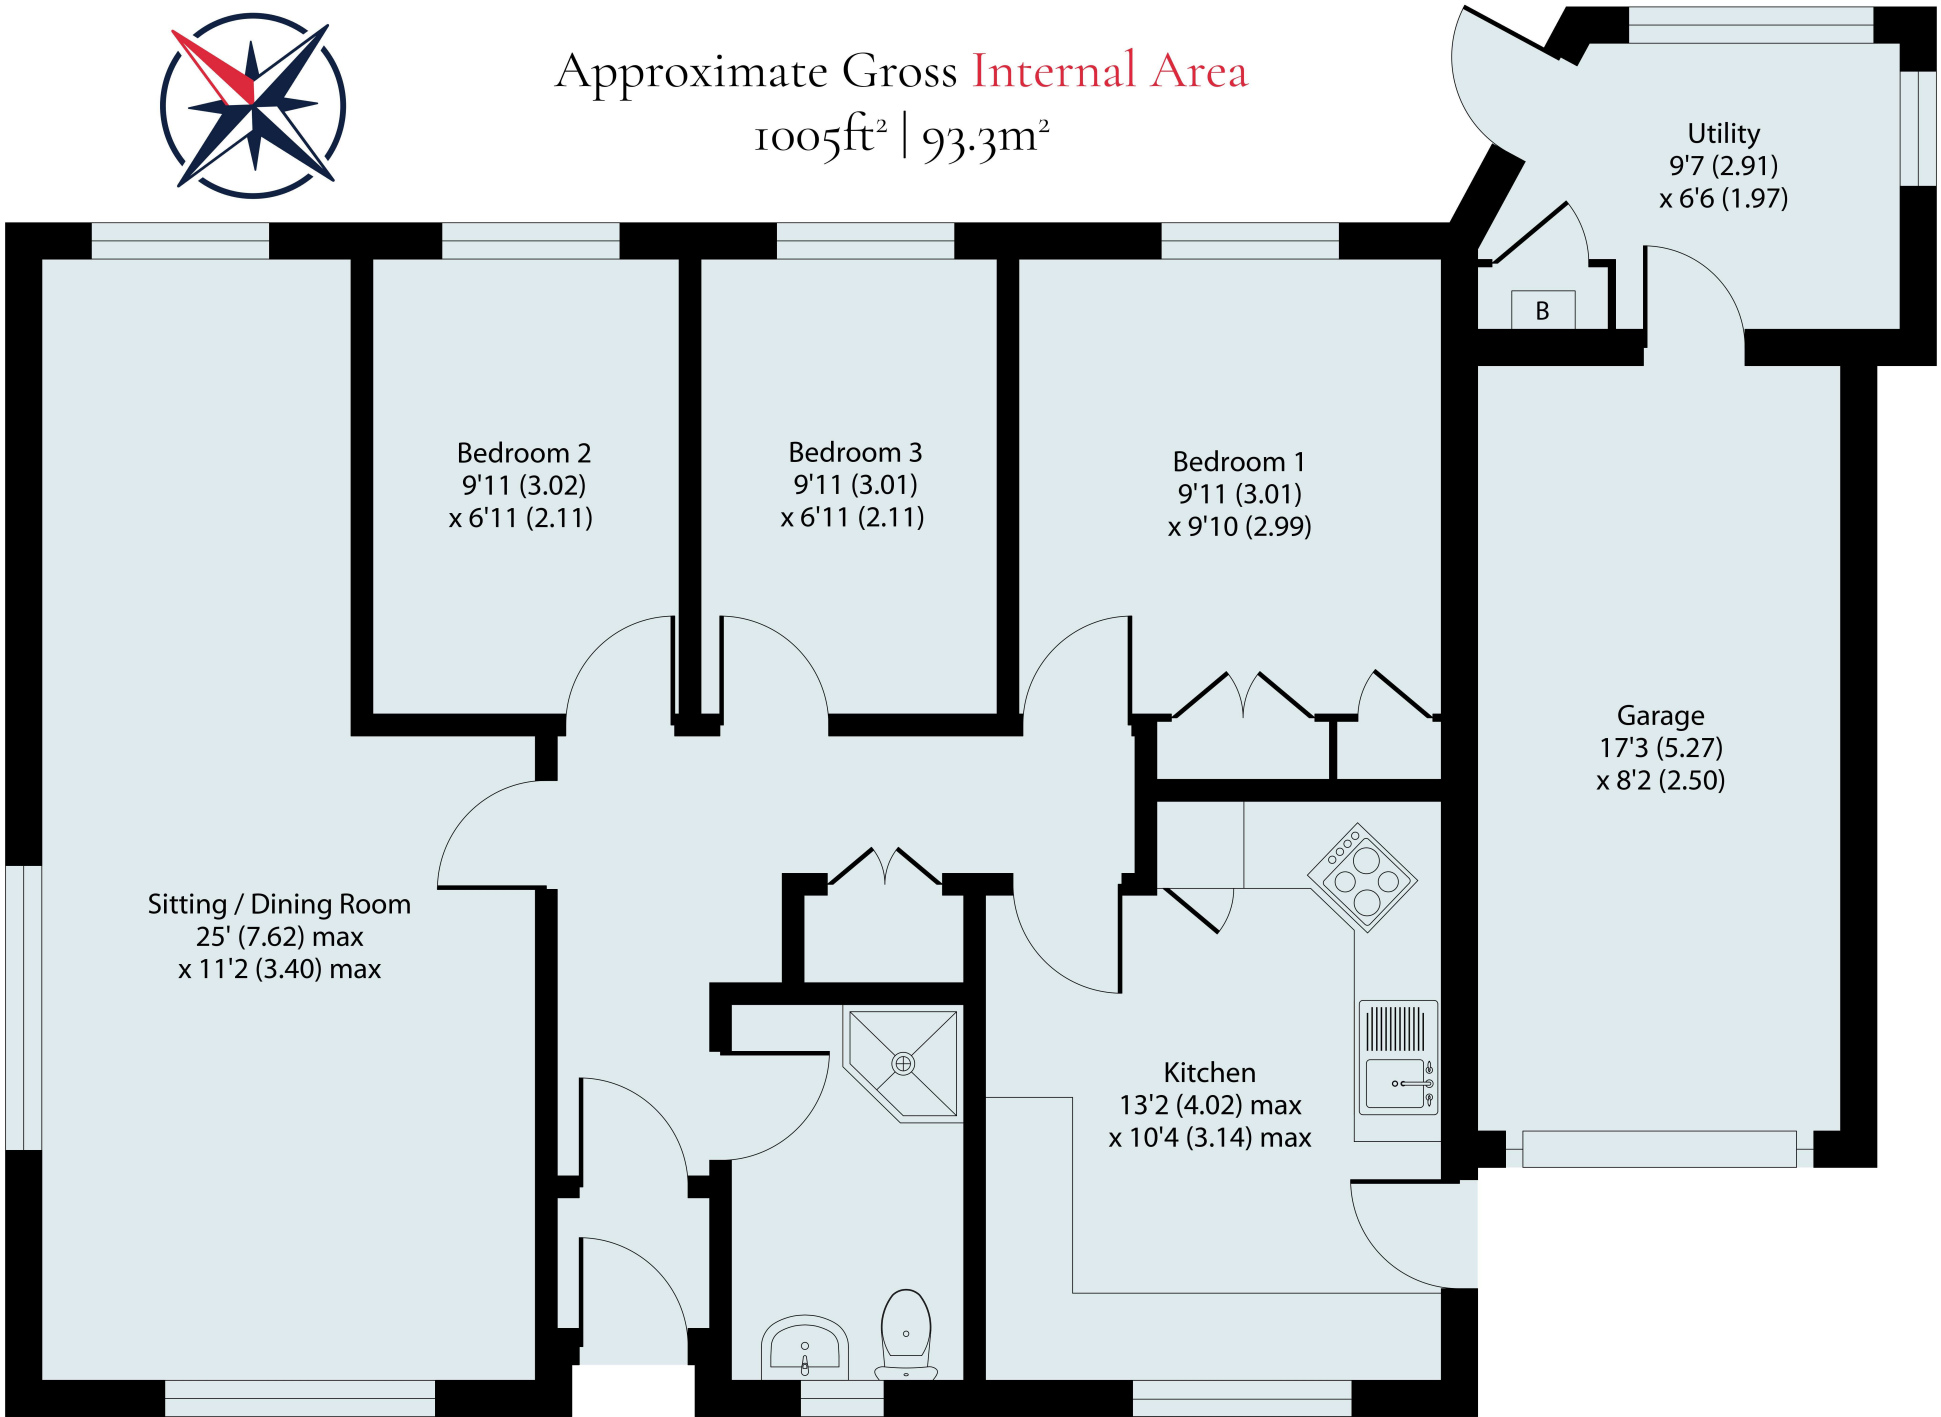 Approximate Gross Internal Area
1005ft² | 93.3m²
Utility
9'7 (2.91)
x 6'6 (1.97)
B
Bedroom 2
9'11 (3.02)
x 6'11 (2.11)
Bedroom 3
9'11 (3.01)
x 6'11 (2.11)
Bedroom 1
9'11 (3.01)
x 9'10 (2.99)
Garage
17'3 (5.27)
x 8'2 (2.50)
Sitting / Dining Room
25' (7.62) max
x 11'2 (3.40) max
Kitchen
13'2 (4.02) max
x 10'4 (3.14) max